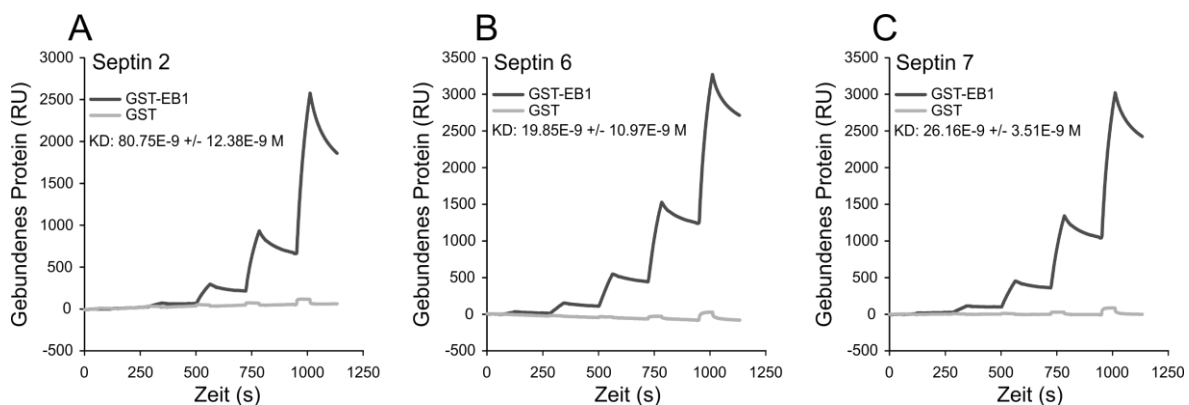 A
Septin 2
Gebundenes Protein (RU)
3000
2500
2000
1500
1000
500
0
-500
GST-EB1
GST
KD: 80.75E-9 +/- 12.38E-9 M
0 250 500 750 1000 1250
Zeit (s)
B
Septin 6
Gebundenes Protein (RU)
3500
3000
2500
2000
1500
1000
500
0
-500
GST-EB1
GST
KD: 19.85E-9 +/- 10.97E-9 M
0 250 500 750 1000 1250
Zeit (s)
C
Septin 7
Gebundenes Protein (RU)
3500
3000
2500
2000
1500
1000
500
0
-500
GST-EB1
GST
KD: 26.16E-9 +/- 3.51E-9 M
0 250 500 750 1000 1250
Zeit (s)